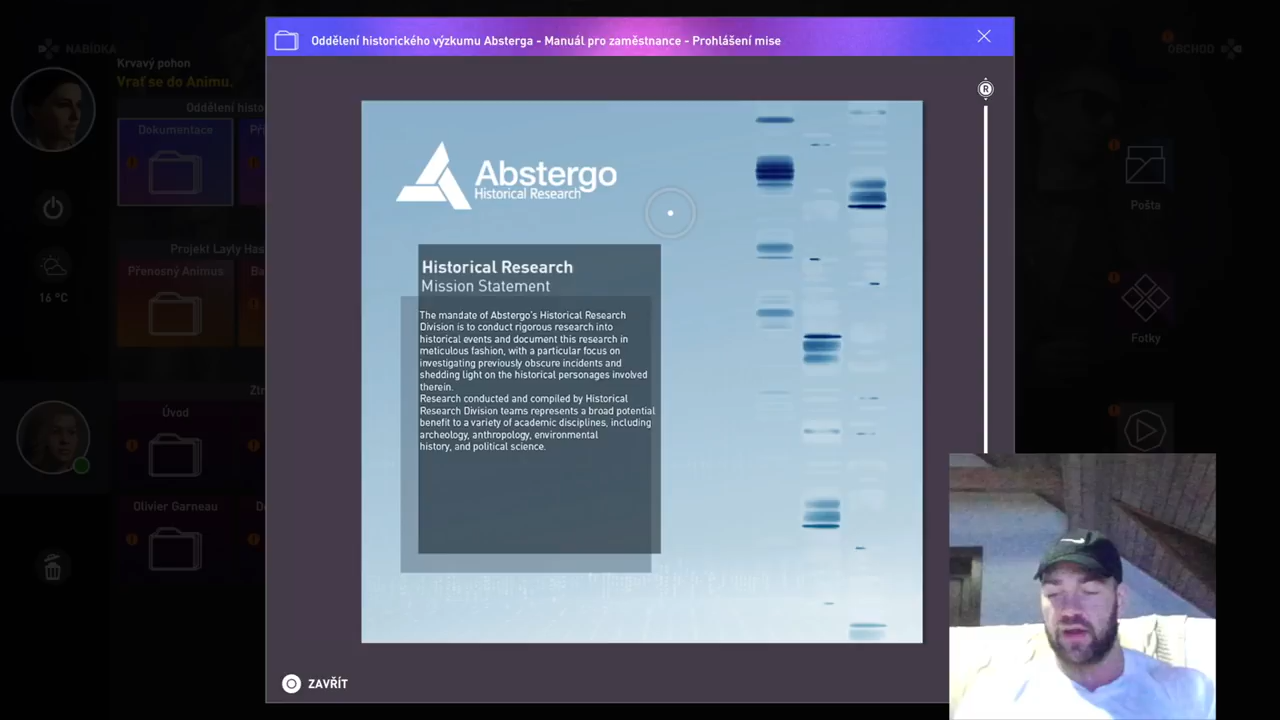 Oddělení historického výzkumu Absterga - Manuál pro zaměstnance - Prohlášení mise
NABÍDKA
OBCHOD
Krvavý pohon
Vrať se do Animu.
Oddělení histo
Dokumentace
Př
R
Abstergo
Historical Research
Pošta
Historical Research
Mission Statement
Projekt Layly Has
Přenosný Animus
Ba
16 °C
The mandate of Abstergo's Historical Research
Division is to conduct rigorous research into
historical events and document this research in
meticulous fashion, with a particular focus on
investigating previously obscure incidents and
shedding light on the historical personages involved
therein.
Research conducted and compiled by Historical
Research Division teams represents a broad potential
benefit to a variety of academic disciplines, including
archeology, anthropology, environmental
history, and political science.
Fotky
Ztr
Úvod
Olivier Garneau
ZAVŘÍT